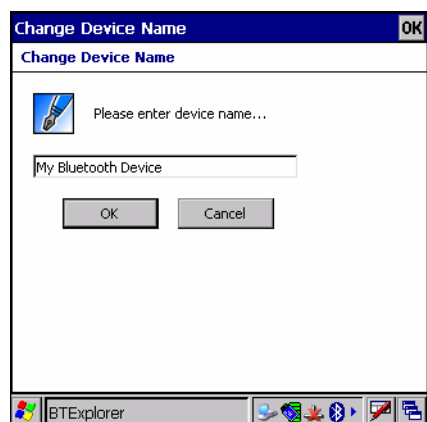 Change Device Name OK
Change Device Name
Please enter device name...
My Bluetooth Device
OK Cancel
BTExplorer